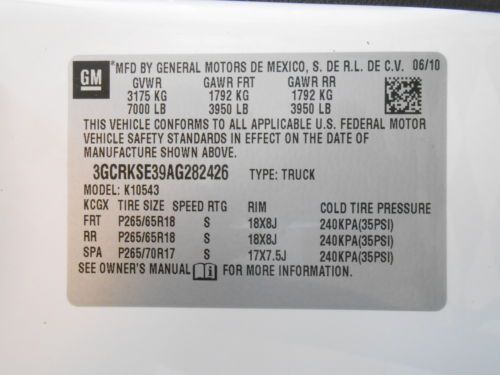 GM
*MFD BY GENERAL MOTORS DE MEXICO, S. DE R.L. DE C.V. 06/10
GVWR GAWR FRT GAWR RR
3175 KG 1792 KG 1792 KG
7000 LB 3950 LB 3950 LB
THIS VEHICLE CONFORMS TO ALL APPLICABLE U.S. FEDERAL MOTOR
VEHICLE SAFETY STANDARDS IN EFFECT ON THE DATE OF
MANUFACTURE SHOWN ABOVE.
3GCRKSE39AG282426 TYPE: TRUCK
MODEL: K10543
KCGX TIRE SIZE SPEED RTG RIM COLD TIRE PRESSURE
FRT P265/65R18 S 18X8J 240KPA(35PSI)
RR P265/65R18 S 18X8J 240KPA(35PSI)
SPA P265/70R17 S 17X7.5J 240KPA(35PSI)
SEE OWNER'S MANUAL FOR MORE INFORMATION.